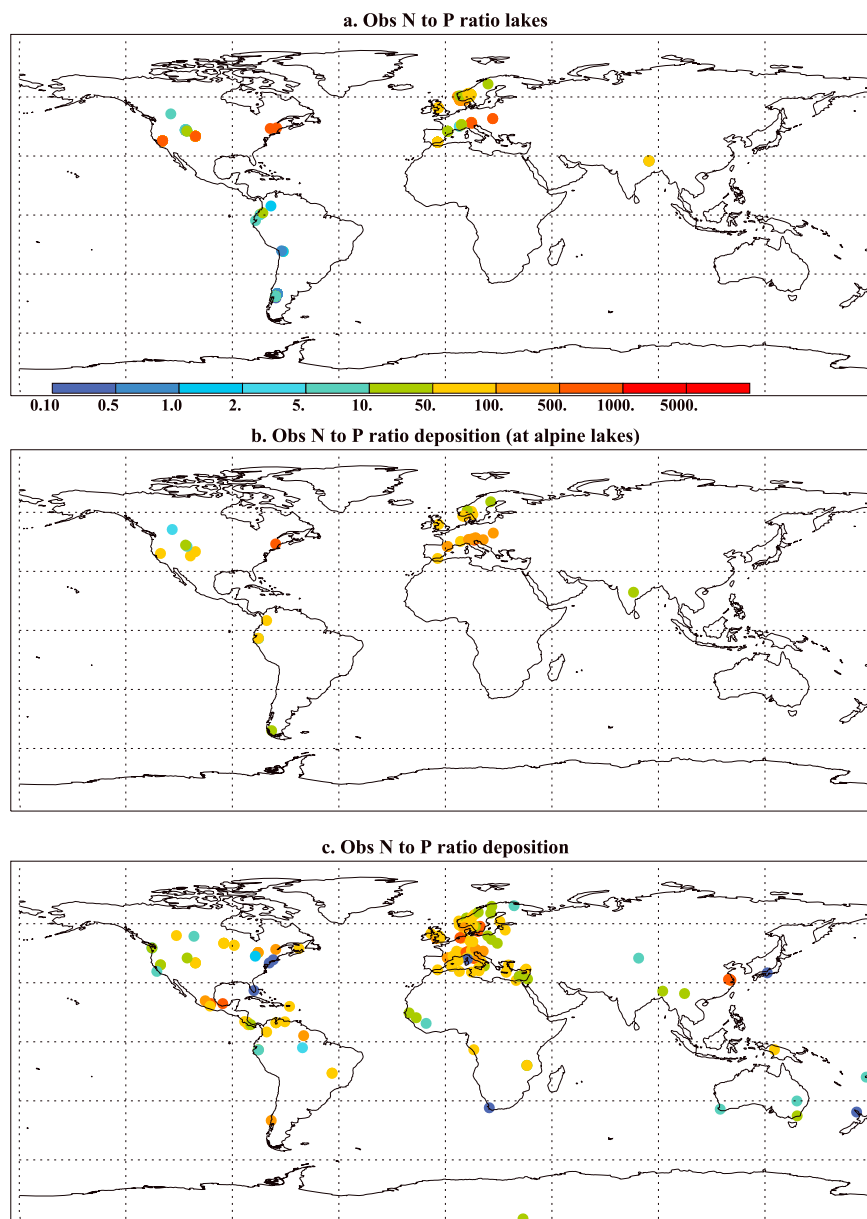 a. Obs N to P ratio lakes
0.10 0.5 1.0 2. 5. 10. 50. 100. 500. 1000. 5000.
b. Obs N to P ratio deposition (at alpine lakes)
c. Obs N to P ratio deposition